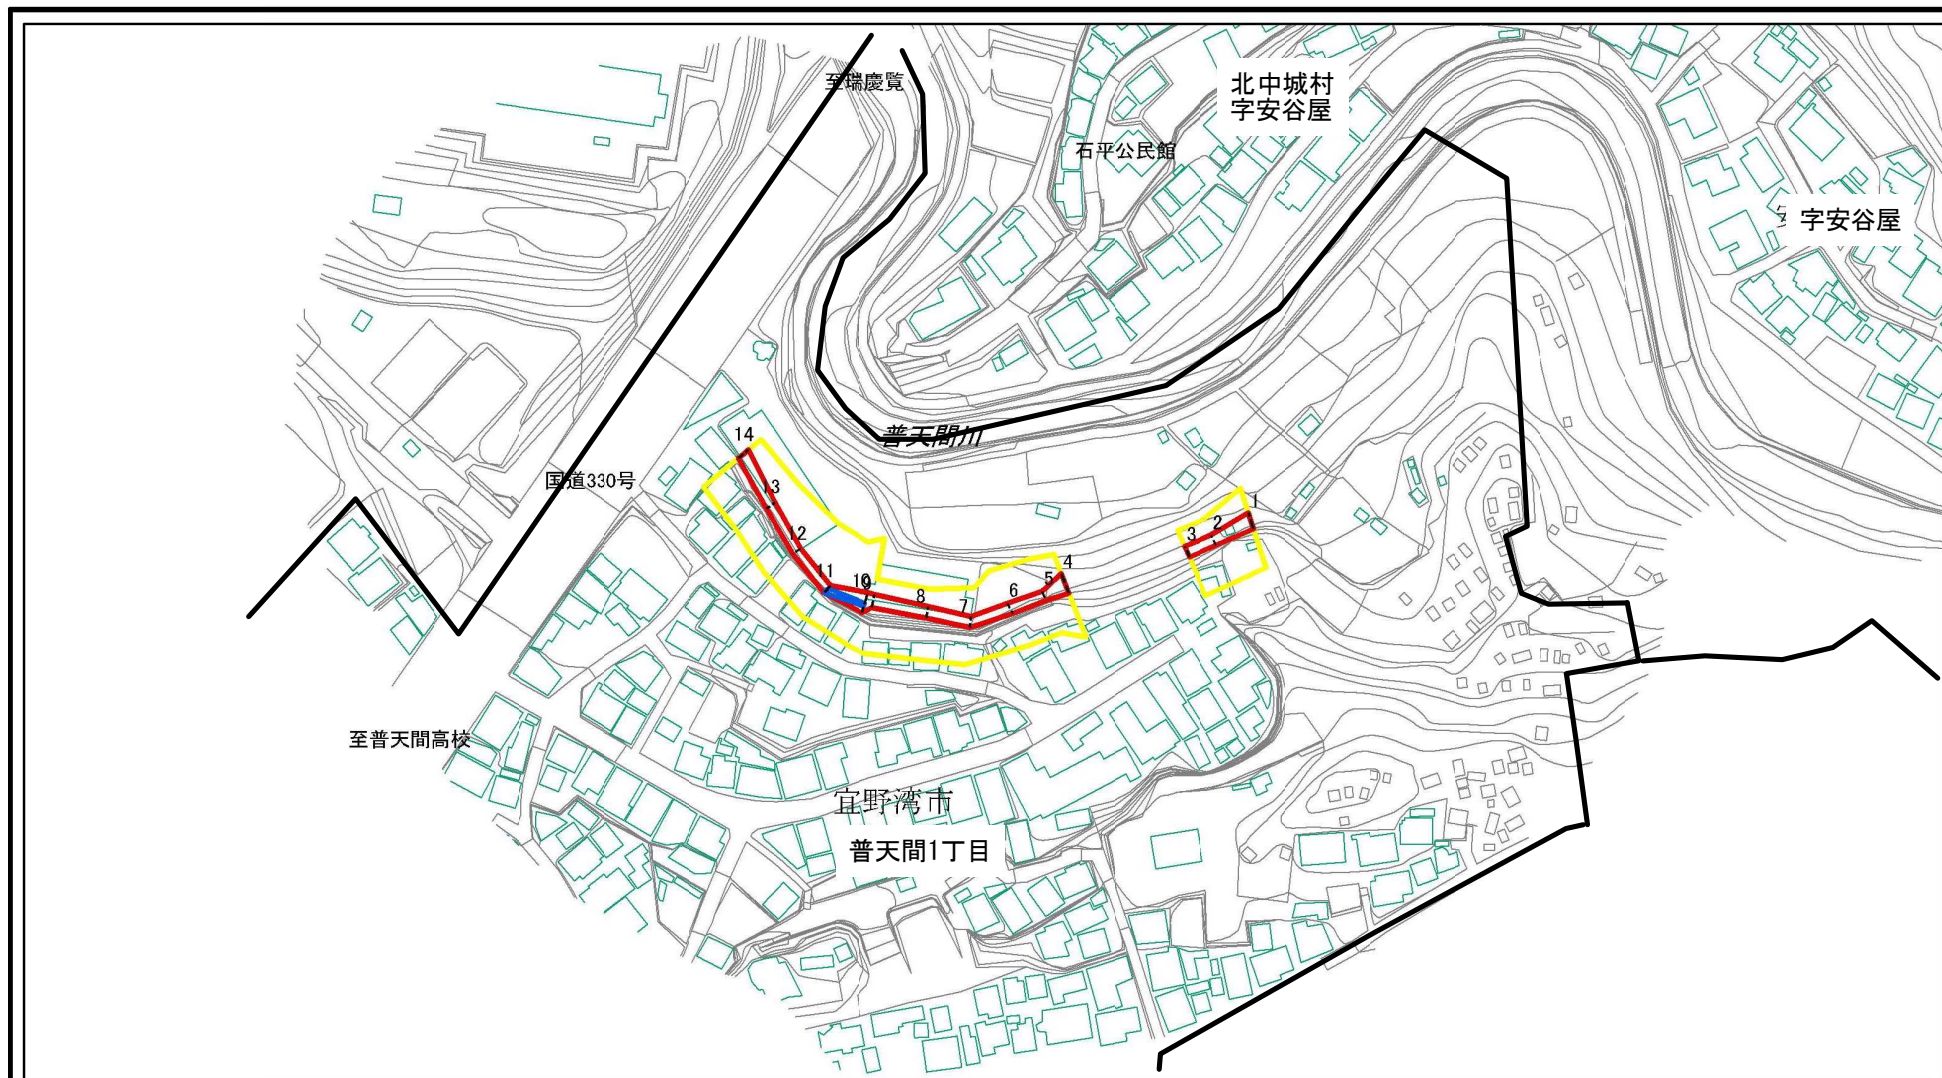 至瑞慶覧
北中城村
字安谷屋
石平公民館
字安谷屋
普天間川
14
国道330号
13
1
2
3
12
4
11
10
9
5
8
6
7
至普天間高校
宜野湾市
普天間1丁目